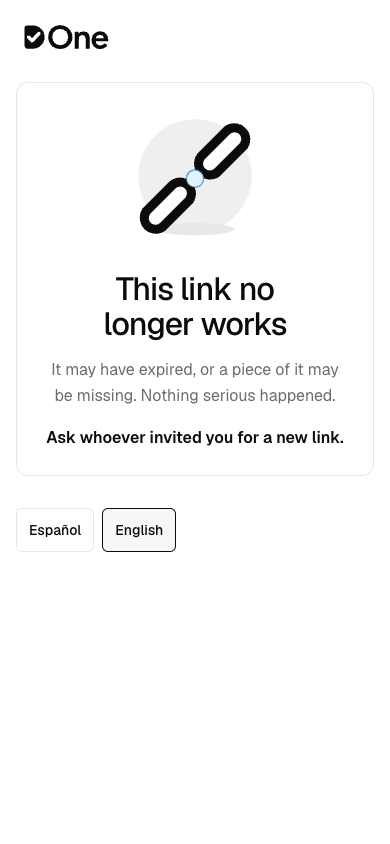 One
This link no
longer works
It may have expired, or a piece of it may
be missing. Nothing serious happened.
Ask whoever invited you for a new link.
Español
English